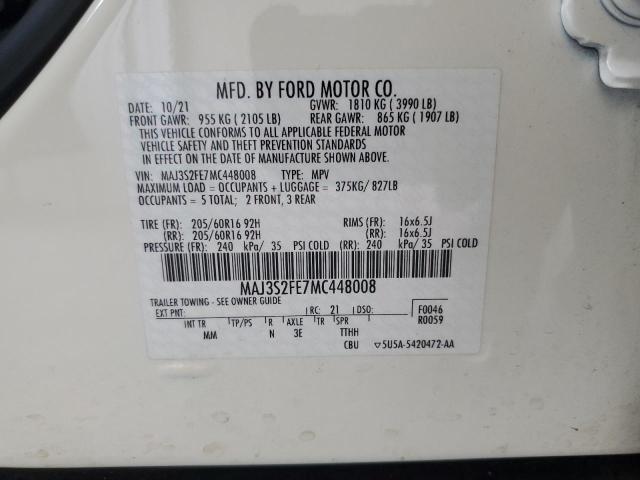 MFD. BY FORD MOTOR CO.
DATE: 10/21 GVWR: 1810 KG ( 3990 LB)
FRONT GAWR: 955 KG ( 2105 LB) REAR GAWR: 865 KG ( 1907 LB)
THIS VEHICLE CONFORMS TO ALL APPLICABLE FEDERAL MOTOR
VEHICLE SAFETY AND THEFT PREVENTION STANDARDS
IN EFFECT ON THE DATE OF MANUFACTURE SHOWN ABOVE.
VIN: MAJ3S2FE7MC448008 TYPE: MPV
MAXIMUM LOAD = OCCUPANTS + LUGGAGE = 375KG/ 827LB
OCCUPANTS = 5 TOTAL; 2 FRONT, 3 REAR
TIRE (FR): 205/60R16 92H RIMS (FR): 16x6.5J
(RR): 205/60R16 92H (RR): 16x6.5J
PRESSURE (FR): 240 kPa/ 35 PSI COLD (RR): 240 kPa/ 35 PSI COLD
MAJ3S2FE7MC448008
TRAILER TOWING - SEE OWNER GUIDE
EXT PNT: RC: 21 DSO: F0046
INT TR TP/PS R AXLE TR SPR R0059
MM N 3E TTHH
CBU ▽5U5A-5420472-AA